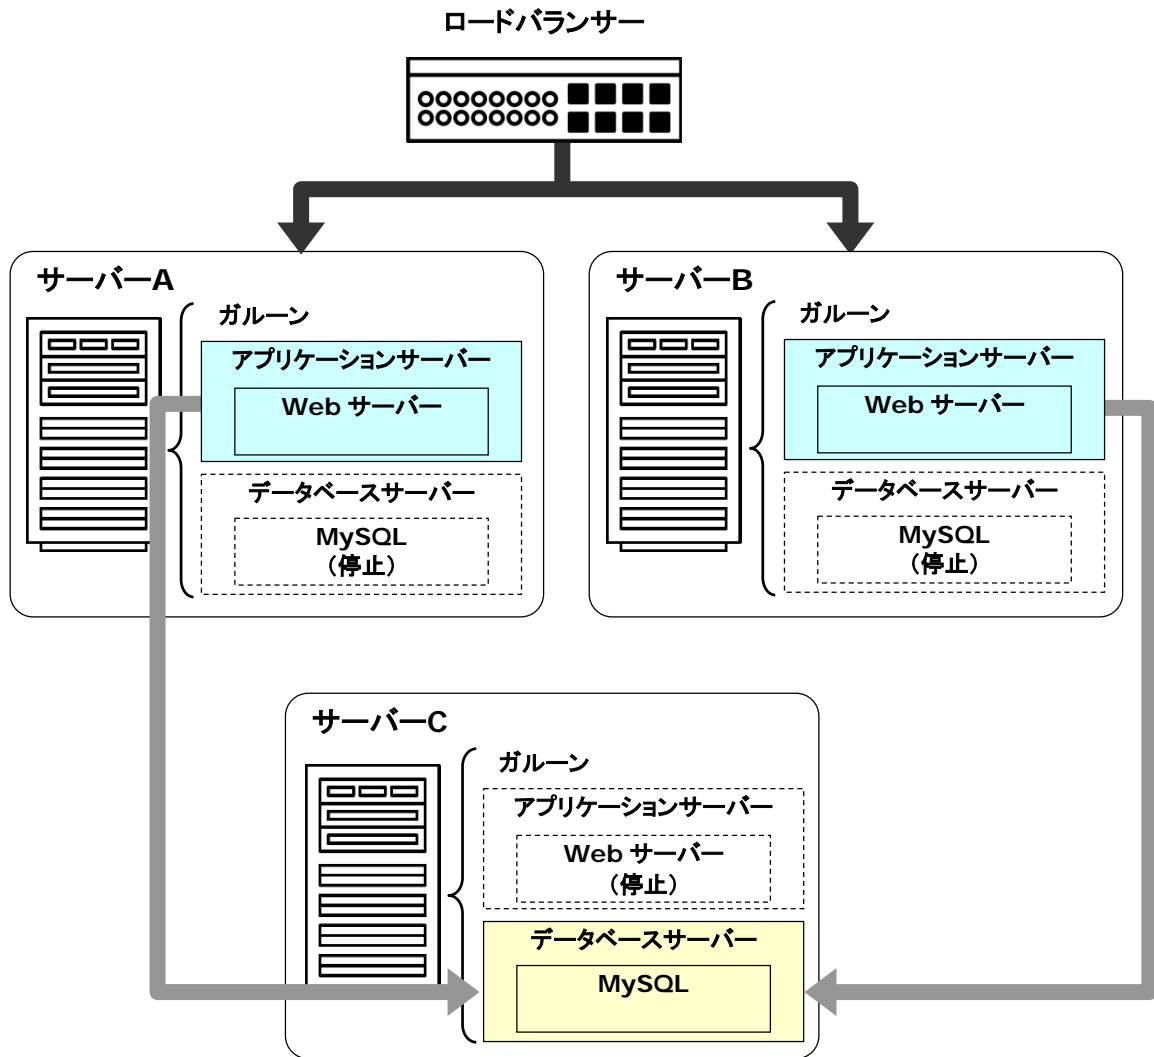 ロードバランサー
サーバーA
ガルーン
アプリケーションサーバー
Web サーバー
データベースサーバー
MySQL
（停止）
サーバーB
ガルーン
アプリケーションサーバー
Web サーバー
データベースサーバー
MySQL
（停止）
サーバーC
ガルーン
アプリケーションサーバー
Web サーバー
（停止）
データベースサーバー
MySQL